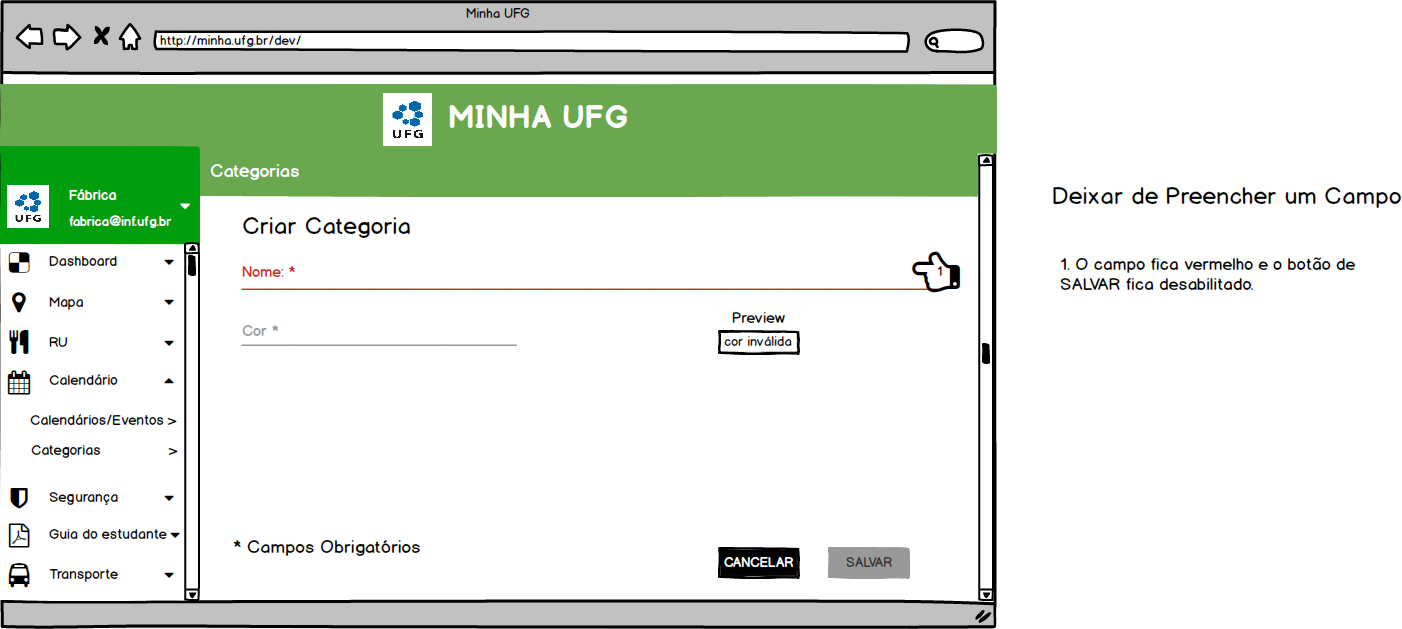 Minha UFG
http://minha.ufg.br/dev/
UFG
MINHA UFG
Categorias
UFG
Fábrica
fabrica@inf.ufg.br
Dashboard
Mapa
RU
Calendário
Calendários/Eventos >
Categorias >
Segurança
Guia do estudante
Transporte
Criar Categoria
Nome: *
1
Cor *
Preview
cor inválida
* Campos Obrigatórios
CANCELAR
SALVAR
Deixar de Preencher um Campo
1. O campo fica vermelho e o botão de
SALVAR fica desabilitado.